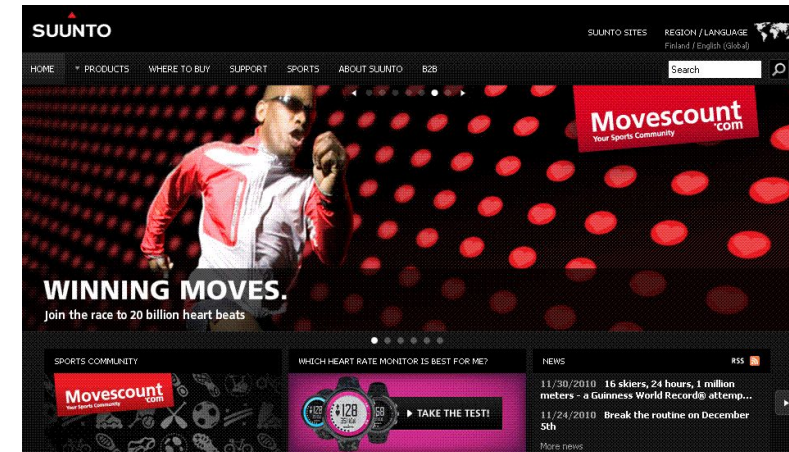 SUUNTO
SUUNTO SITES
REGION / LANGUAGE
Finland / English (Global)
HOME
PRODUCTS
WHERE TO BUY
SUPPORT
SPORTS
ABOUT SUUNTO
B2B
Search
Movescount
.com
Your Sports Community
WINNING MOVES.
Join the race to 20 billion heart beats
SPORTS COMMUNITY
Movescount
.com
Your Sports Community
WHICH HEART RATE MONITOR IS BEST FOR ME?
128
TAKE THE TEST!
NEWS
RSS
11/30/2010 16 skiers, 24 hours, 1 million
meters - a Guinness World Record® attemp...
11/24/2010 Break the routine on December
5th
More news